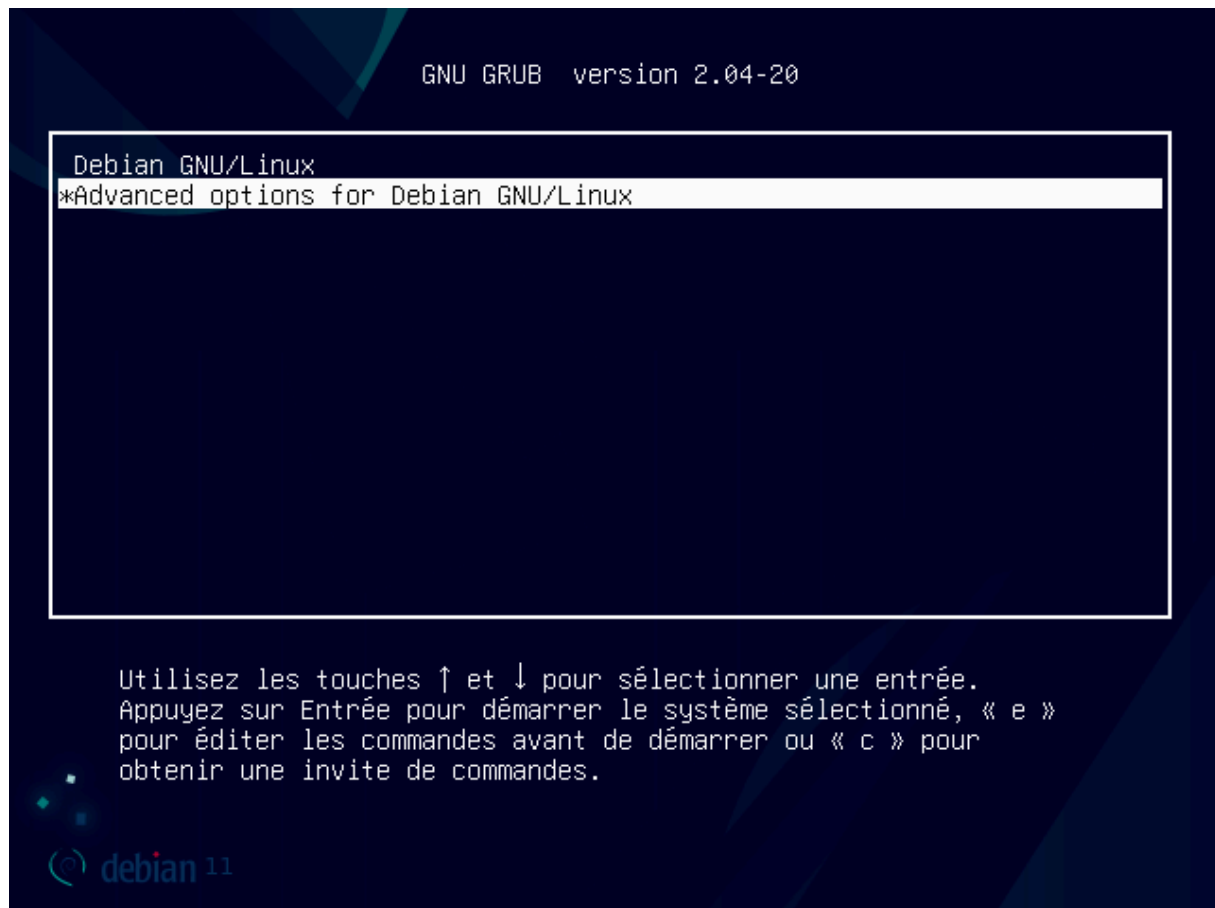 GNU GRUB  version 2.04-20
Debian GNU/Linux
*Advanced options for Debian GNU/Linux
Utilisez les touches ↑ et ↓ pour sélectionner une entrée.
Appuyez sur Entrée pour démarrer le système sélectionné, « e »
pour éditer les commandes avant de démarrer ou « c » pour
obtenir une invite de commandes.
debian 11